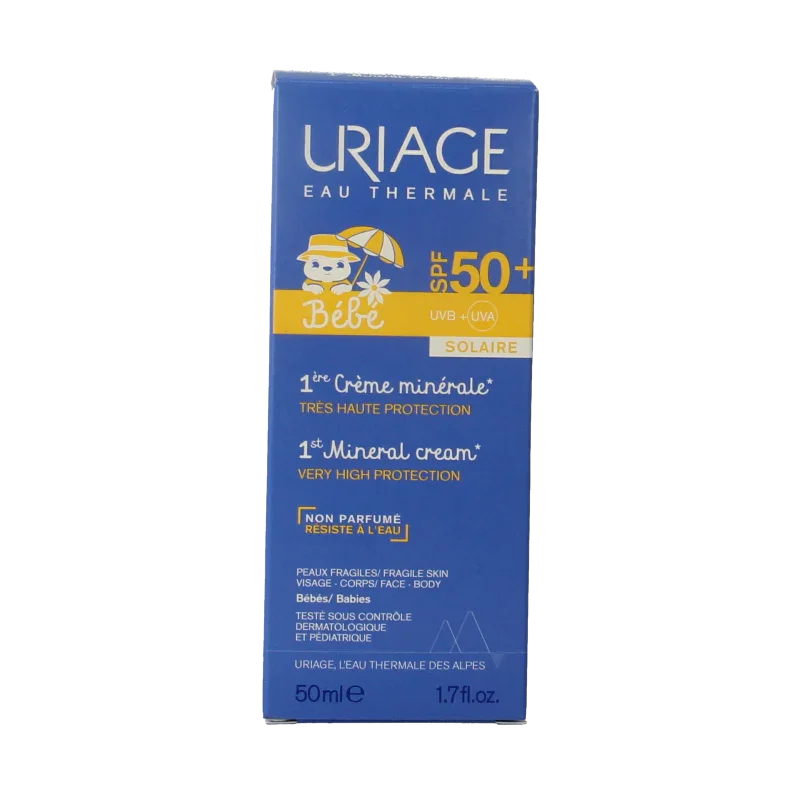 URIAGE
EAU THERMALE
SPF 50+
Bébé
UVB + UVA
SOLAIRE
1ère Crème minérale*
TRÈS HAUTE PROTECTION
1st Mineral cream*
VERY HIGH PROTECTION
NON PARFUMÉ
RÉSISTE À L'EAU
PEAUX FRAGILES/ FRAGILE SKIN
VISAGE - CORPS/ FACE - BODY
Bébés/ Babies
TESTÉ SOUS CONTRÔLE
DERMATOLOGIQUE
ET PÉDIATRIQUE
URIAGE, L'EAU THERMALE DES ALPES
50ml℮ 1.7fl.oz.